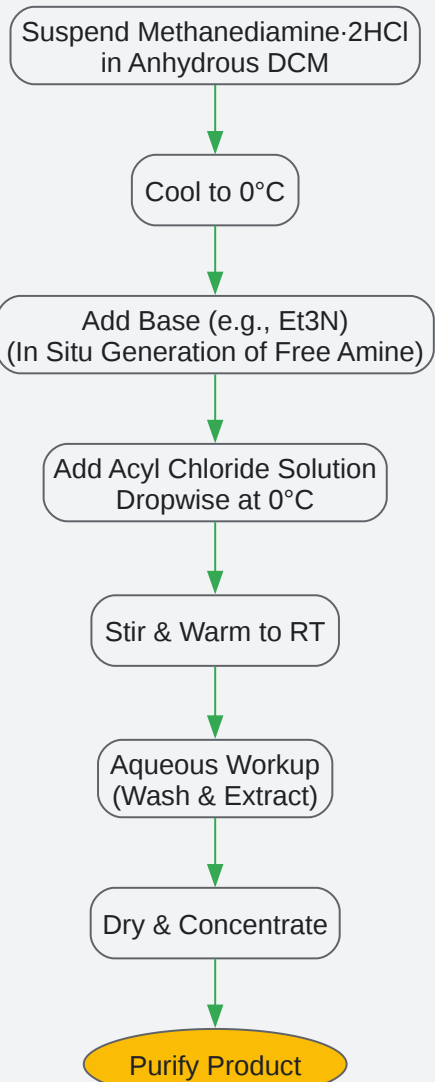 Suspend Methanediamine·2HCl
in Anhydrous DCM
Cool to 0°C
Add Base (e.g., Et3N)
(In Situ Generation of Free Amine)
Add Acyl Chloride Solution
Dropwise at 0°C
Stir & Warm to RT
Aqueous Workup
(Wash & Extract)
Dry & Concentrate
Purify Product